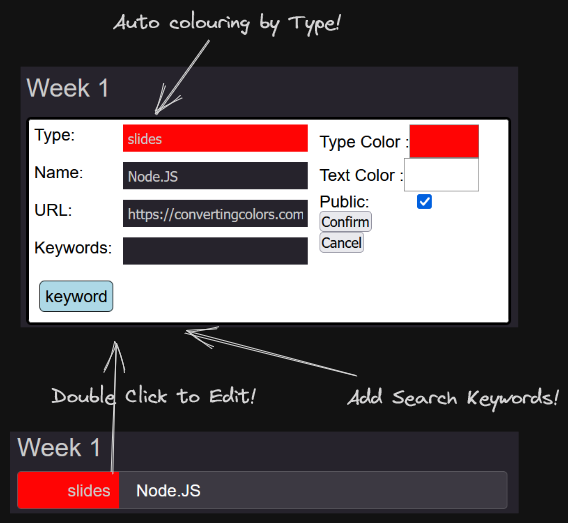 Auto colouring by Type!
Week 1
Type:
slides
Type Color :
Name:
Node.JS
Text Color :
URL:
https://convertingcolors.com
Public:
Confirm
Keywords:
Cancel
keyword
Double Click to Edit!
Add Search Keywords!
Week 1
slides
Node.JS